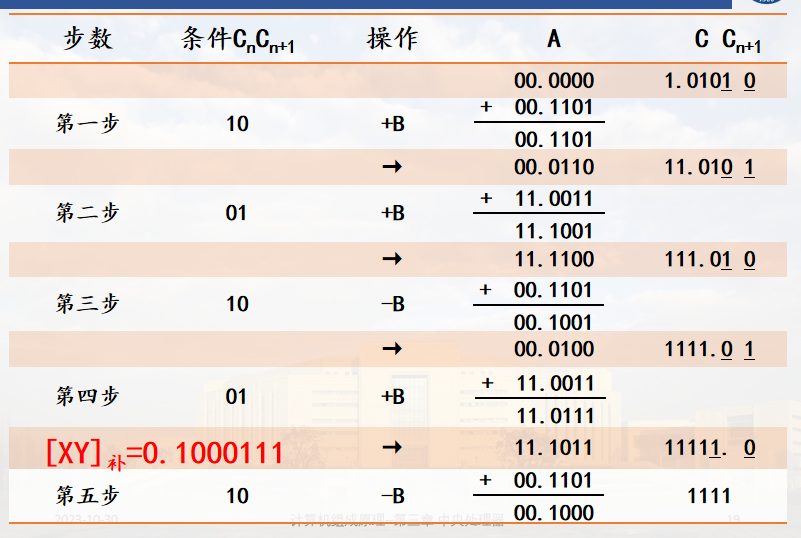 步数 条件CnCn+1 操作 A C Cn+1
00.0000 1.0101 0
第一步 10 +B + 00.1101
00.1101
→ 00.0110 11.010 1
第二步 01 +B + 11.0011
11.1001
→ 11.1100 111.01 0
第三步 10 -B + 00.1101
00.1001
→ 00.0100 1111.0 1
第四步 01 +B + 11.0011
11.0111
[XY]补=0.1000111 → 11.1011 11111. 0
第五步 10 -B + 00.1101 1111
00.1000
2023-10-30 计算机组成原理--第三章 中央处理器 19